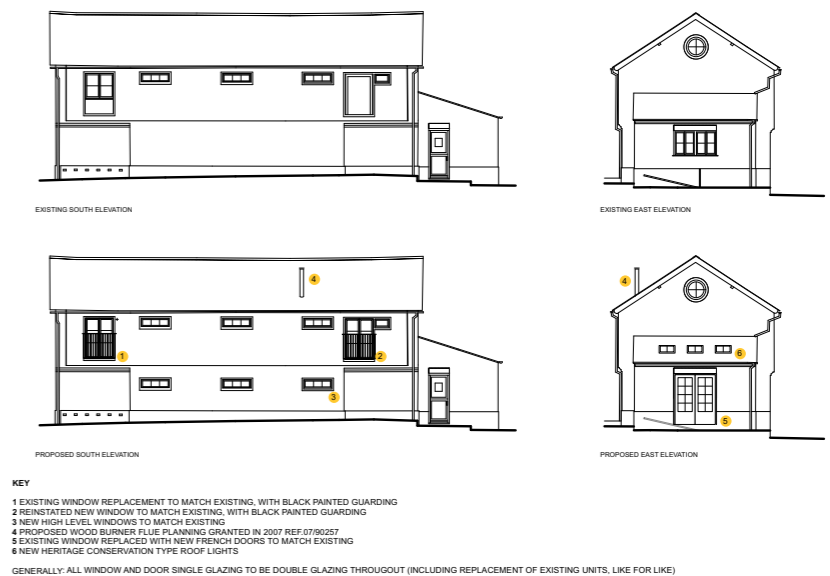 EXISTING SOUTH ELEVATION
EXISTING EAST ELEVATION
4
4
1
2
3
6
5
PROPOSED SOUTH ELEVATION
PROPOSED EAST ELEVATION
KEY
1 EXISTING WINDOW REPLACEMENT TO MATCH EXISTING, WITH BLACK PAINTED GUARDING
2 REINSTATED NEW WINDOW TO MATCH EXISTING, WITH BLACK PAINTED GUARDING
3 NEW HIGH LEVEL WINDOWS TO MATCH EXISTING
4 PROPOSED WOOD BURNER FLUE PLANNING GRANTED IN 2007 REF.07/90257
5 EXISTING WINDOW REPLACED WITH NEW FRENCH DOORS TO MATCH EXISTING
6 NEW HERITAGE CONSERVATION TYPE ROOF LIGHTS
GENERALLY: ALL WINDOW AND DOOR SINGLE GLAZING TO BE DOUBLE GLAZING THROUGOUT (INCLUDING REPLACEMENT OF EXISTING UNITS, LIKE FOR LIKE)